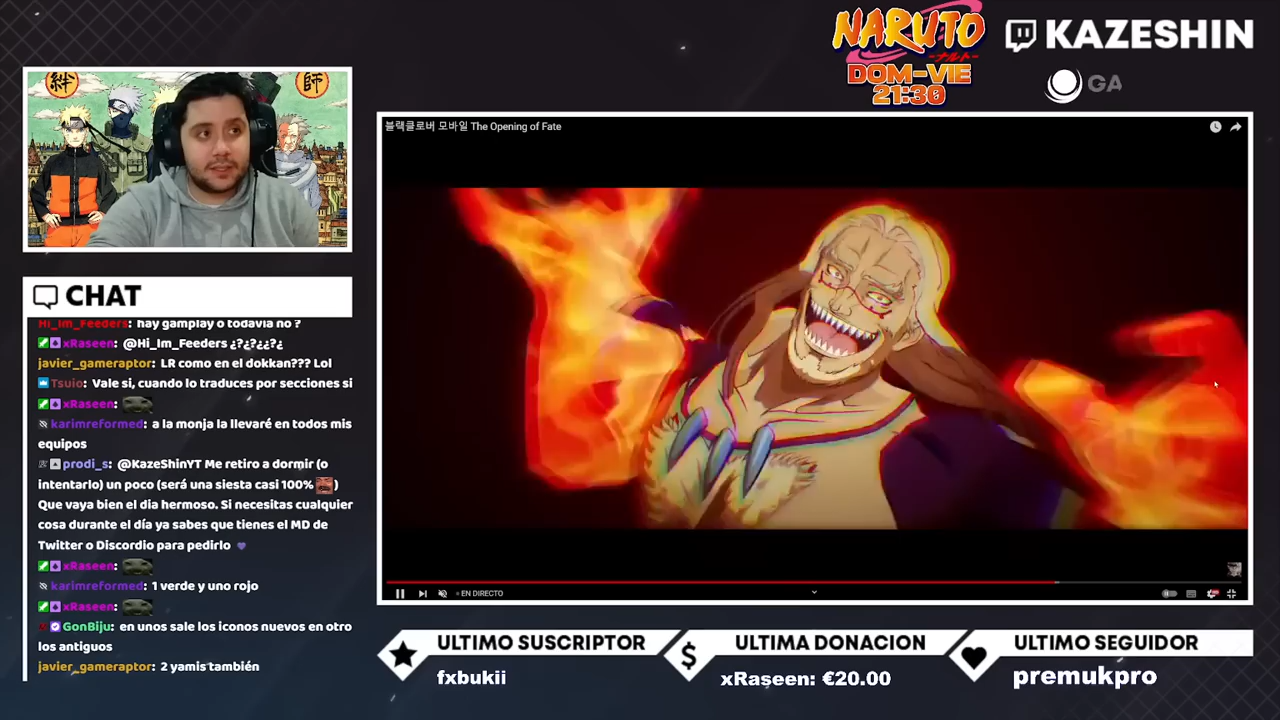 NARUTO
-ナルト-
DOM-VIE
21:30
KAZESHIN
GA
絆
師
블랙클로버 모바일 The Opening of Fate
CHAT
Hi_Im_Feeders: hay gamplay o todavia no ?
xRaseen: @Hi_Im_Feeders ¿?¿?¿¿?¿
javier_gameraptor: LR como en el dokkan??? Lol
Tsuio: Vale si, cuando lo traduces por secciones si
xRaseen:
karimreformed: a la monja la llevaré en todos mis
equipos
prodi_s: @KazeShinYT Me retiro a dormir (o
intentarlo) un poco (será una siesta casi 100% )
Que vaya bien el dia hermoso. Si necesitas cualquier
cosa durante el día ya sabes que tienes el MD de
Twitter o Discordio para pedirlo
xRaseen:
karimreformed: 1 verde y uno rojo
xRaseen:
GonBiju: en unos sale los iconos nuevos en otro
los antiguos
javier_gameraptor: 2 yamis también
EN DIRECTO
ULTIMO SUSCRIPTOR
fxbukii
ULTIMA DONACION
xRaseen: €20.00
ULTIMO SEGUIDOR
premukpro